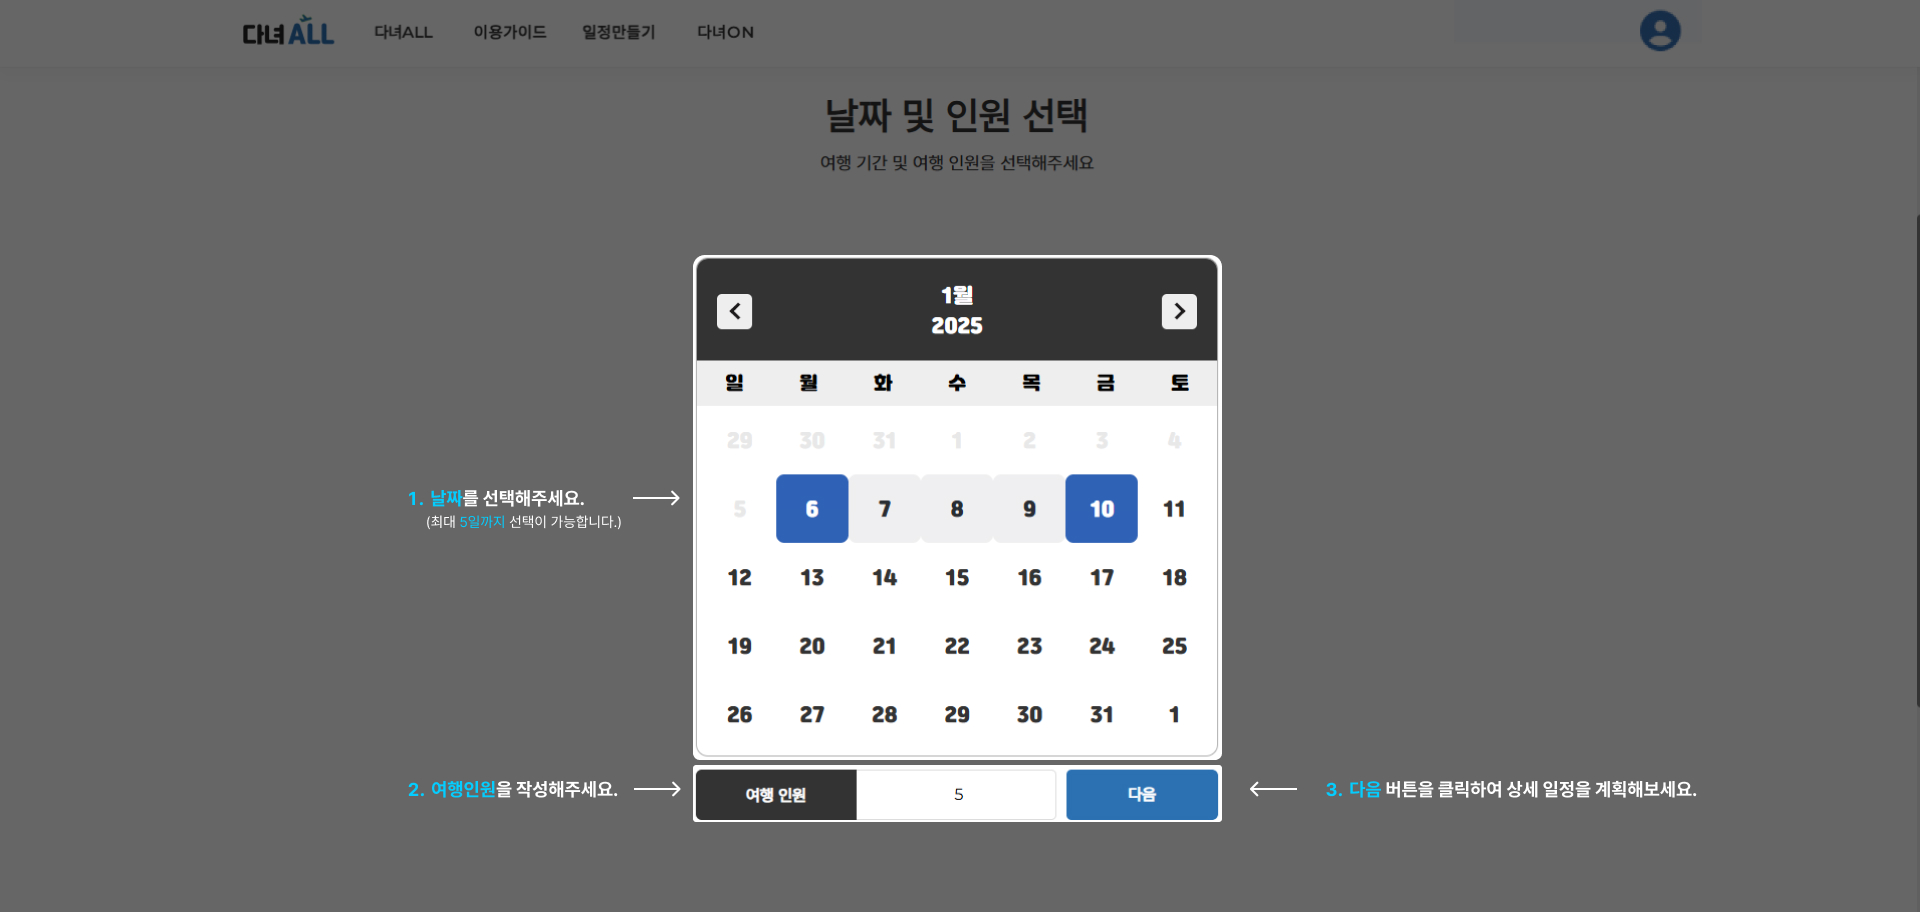 다녀ALL
다녀ALL
이용가이드
일정만들기
다녀ON
날짜 및 인원 선택
여행 기간 및 여행 인원을 선택해주세요
1월
2025
일 월 화 수 목 금 토
29 30 31 1 2 3 4
5 6 7 8 9 10 11
12 13 14 15 16 17 18
19 20 21 22 23 24 25
26 27 28 29 30 31 1
1. 날짜를 선택해주세요.
(최대 5일까지 선택이 가능합니다.)
2. 여행인원을 작성해주세요.
여행 인원
5
다음
3. 다음 버튼을 클릭하여 상세 일정을 계획해보세요.